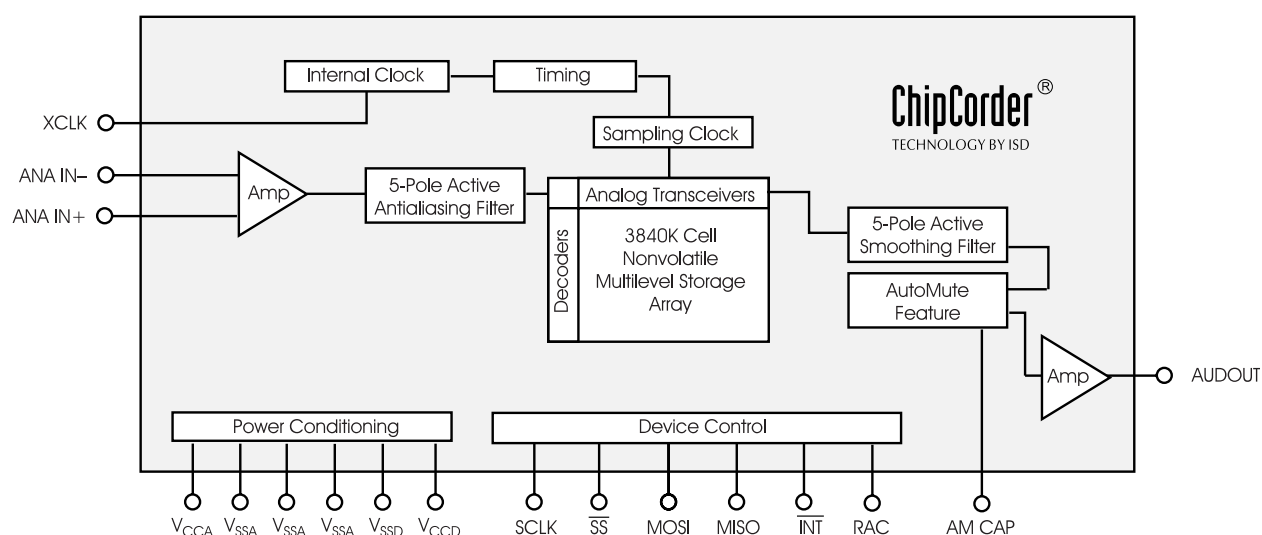 Internal Clock
Timing
ChipCorder®
TECHNOLOGY BY ISD
XCLK
Sampling Clock
ANA IN–
ANA IN+
Amp
5-Pole Active
Antialiasing Filter
Analog Transceivers
Decoders
3840K Cell
Nonvolatile
Multilevel Storage
Array
5-Pole Active
Smoothing Filter
AutoMute
Feature
Amp
AUDOUT
Power Conditioning
Device Control
VCCA
VSSA
VSSA
VSSA
VSSD
VCCD
SCLK
S̅S̅
MOSI
MISO
I̅N̅T̅
RAC
AM CAP